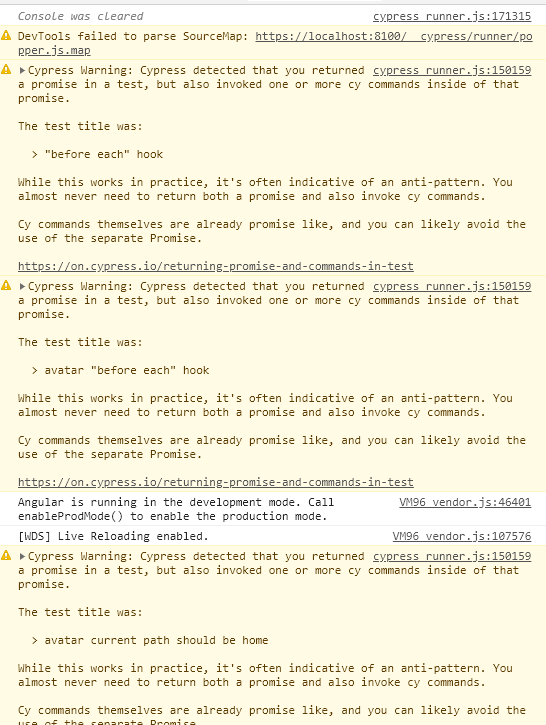 Console was cleared cypress_runner.js:171315
DevTools failed to parse SourceMap: https://localhost:8100/__cypress/runner/po
pper.js.map
Cypress Warning: Cypress detected that you returned cypress_runner.js:150159
a promise in a test, but also invoked one or more cy commands inside of that
promise.
The test title was:
> "before each" hook
While this works in practice, it's often indicative of an anti-pattern. You
almost never need to return both a promise and also invoke cy commands.
Cy commands themselves are already promise like, and you can likely avoid the
use of the separate Promise.
https://on.cypress.io/returning-promise-and-commands-in-test
Cypress Warning: Cypress detected that you returned cypress_runner.js:150159
a promise in a test, but also invoked one or more cy commands inside of that
promise.
The test title was:
> avatar "before each" hook
While this works in practice, it's often indicative of an anti-pattern. You
almost never need to return both a promise and also invoke cy commands.
Cy commands themselves are already promise like, and you can likely avoid the
use of the separate Promise.
https://on.cypress.io/returning-promise-and-commands-in-test
Angular is running in the development mode. Call VM96 vendor.js:46401
enableProdMode() to enable the production mode.
[WDS] Live Reloading enabled. VM96 vendor.js:107576
Cypress Warning: Cypress detected that you returned cypress_runner.js:150159
a promise in a test, but also invoked one or more cy commands inside of that
promise.
The test title was:
> avatar current path should be home
While this works in practice, it's often indicative of an anti-pattern. You
almost never need to return both a promise and also invoke cy commands.
Cy commands themselves are already promise like, and you can likely avoid the
use of the separate Promise.